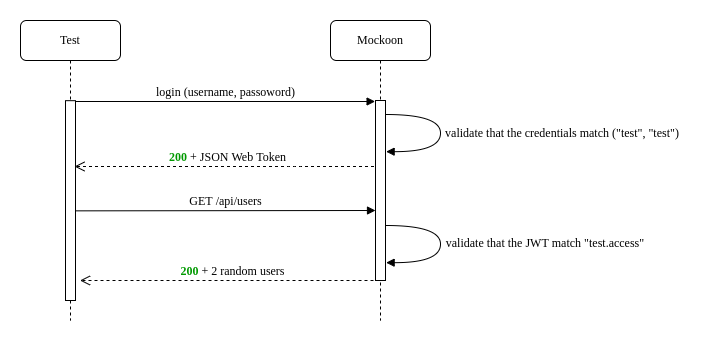 Test
Mockoon
login (username, passoword)
validate that the credentials match ("test", "test")
200 + JSON Web Token
GET /api/users
validate that the JWT match "test.access"
200 + 2 random users